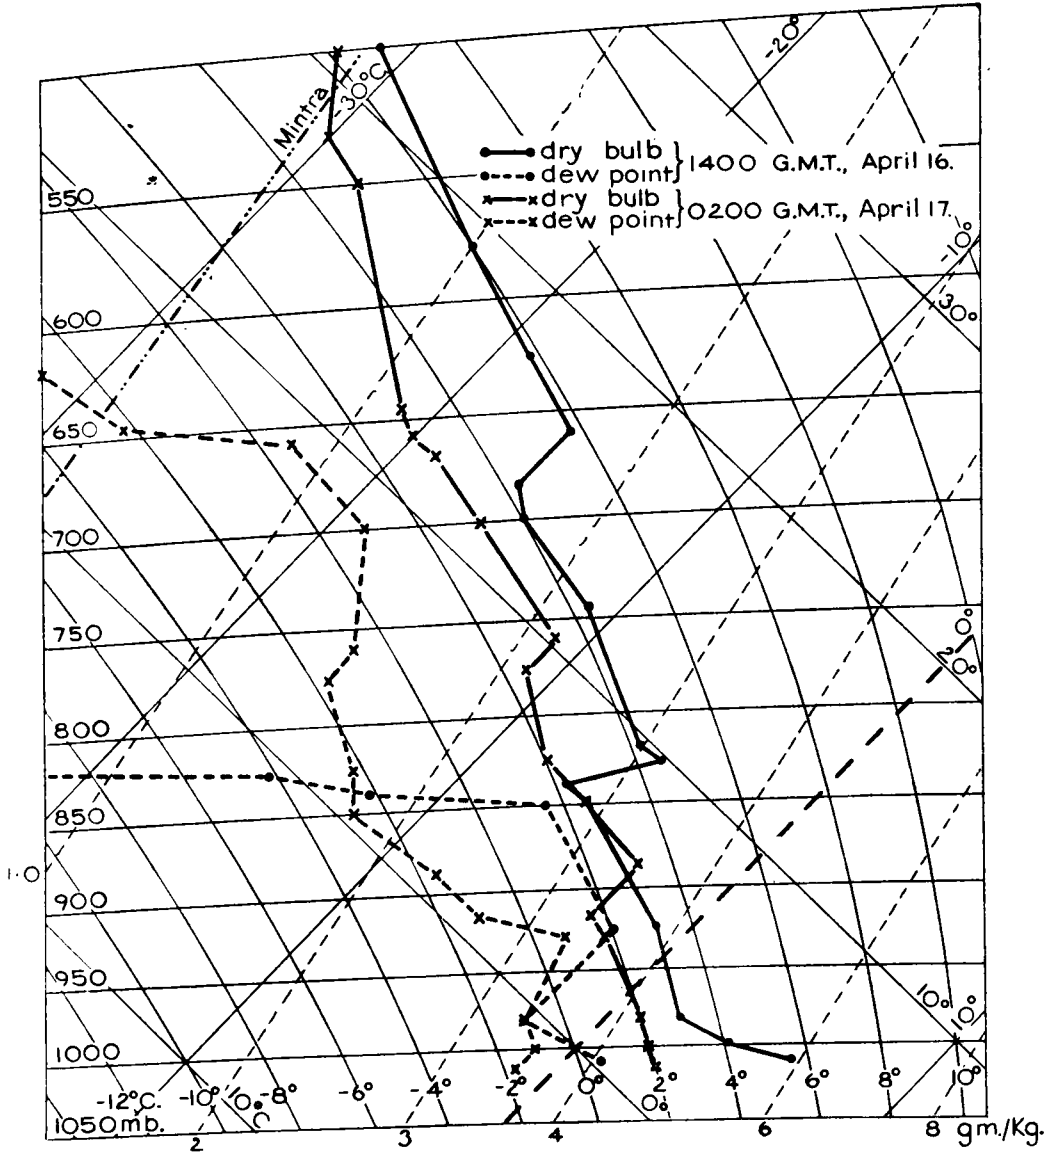 -20°
Mintra
-30°C
dry bulb
dew point } 1400 G.M.T., April 16.
dry bulb
dew point } 0200 G.M.T., April 17.
550
-10°
30°
600
650
700
0°
20°
750
800
850
1·0
900
950
10°
0°
1000
-12°C. -10° -8° -6° -4° -2° 0° 2° 4° 6° 8° 10°
0°C
0°
1050mb.
2 3 4 6 8 gm./Kg.